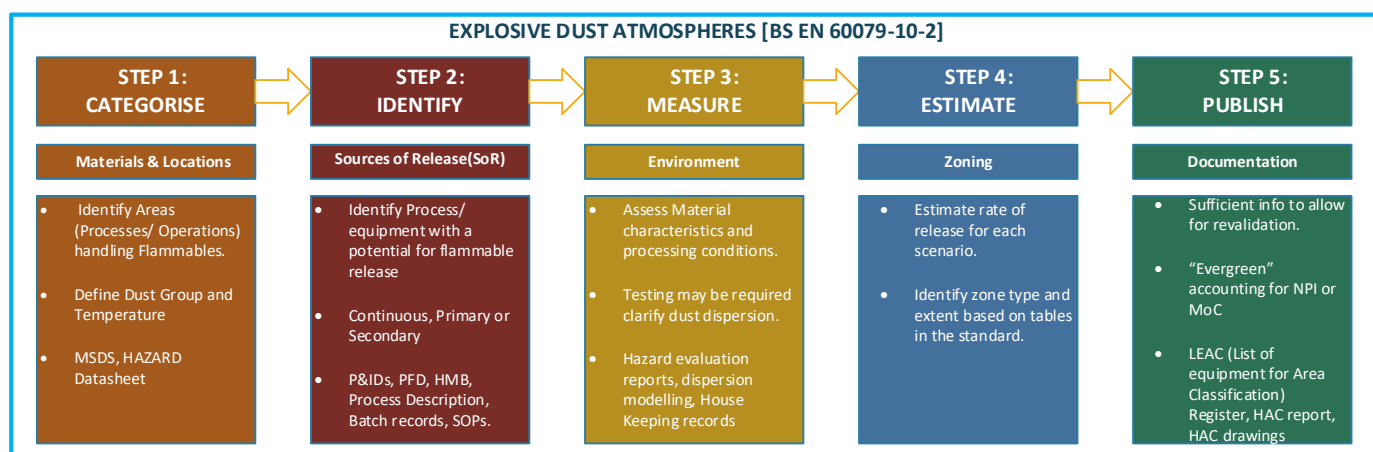 EXPLOSIVE DUST ATMOSPHERES [BS EN 60079-10-2]
STEP 1:
CATEGORISE
STEP 2:
IDENTIFY
STEP 3:
MEASURE
STEP 4:
ESTIMATE
STEP 5:
PUBLISH
Materials & Locations
Sources of Release(SoR)
Environment
Zoning
Documentation
• Identify Areas
(Processes/ Operations)
handling Flammables.
• Define Dust Group and
Temperature
• MSDS, HAZARD
Datasheet
• Identify Process/
equipment with a
potential for flammable
release
• Continuous, Primary or
Secondary
• P&IDs, PFD, HMB,
Process Description,
Batch records, SOPs.
• Assess Material
characteristics and
processing conditions.
• Testing may be required
clarify dust dispersion.
• Hazard evaluation
reports, dispersion
modelling, House
Keeping records
• Estimate rate of
release for each
scenario.
• Identify zone type and
extent based on tables
in the standard.
• Sufficient info to allow
for revalidation.
• “Evergreen”
accounting for NPI or
MoC
• LEAC (List of
equipment for Area
Classification)
Register, HAC report,
HAC drawings